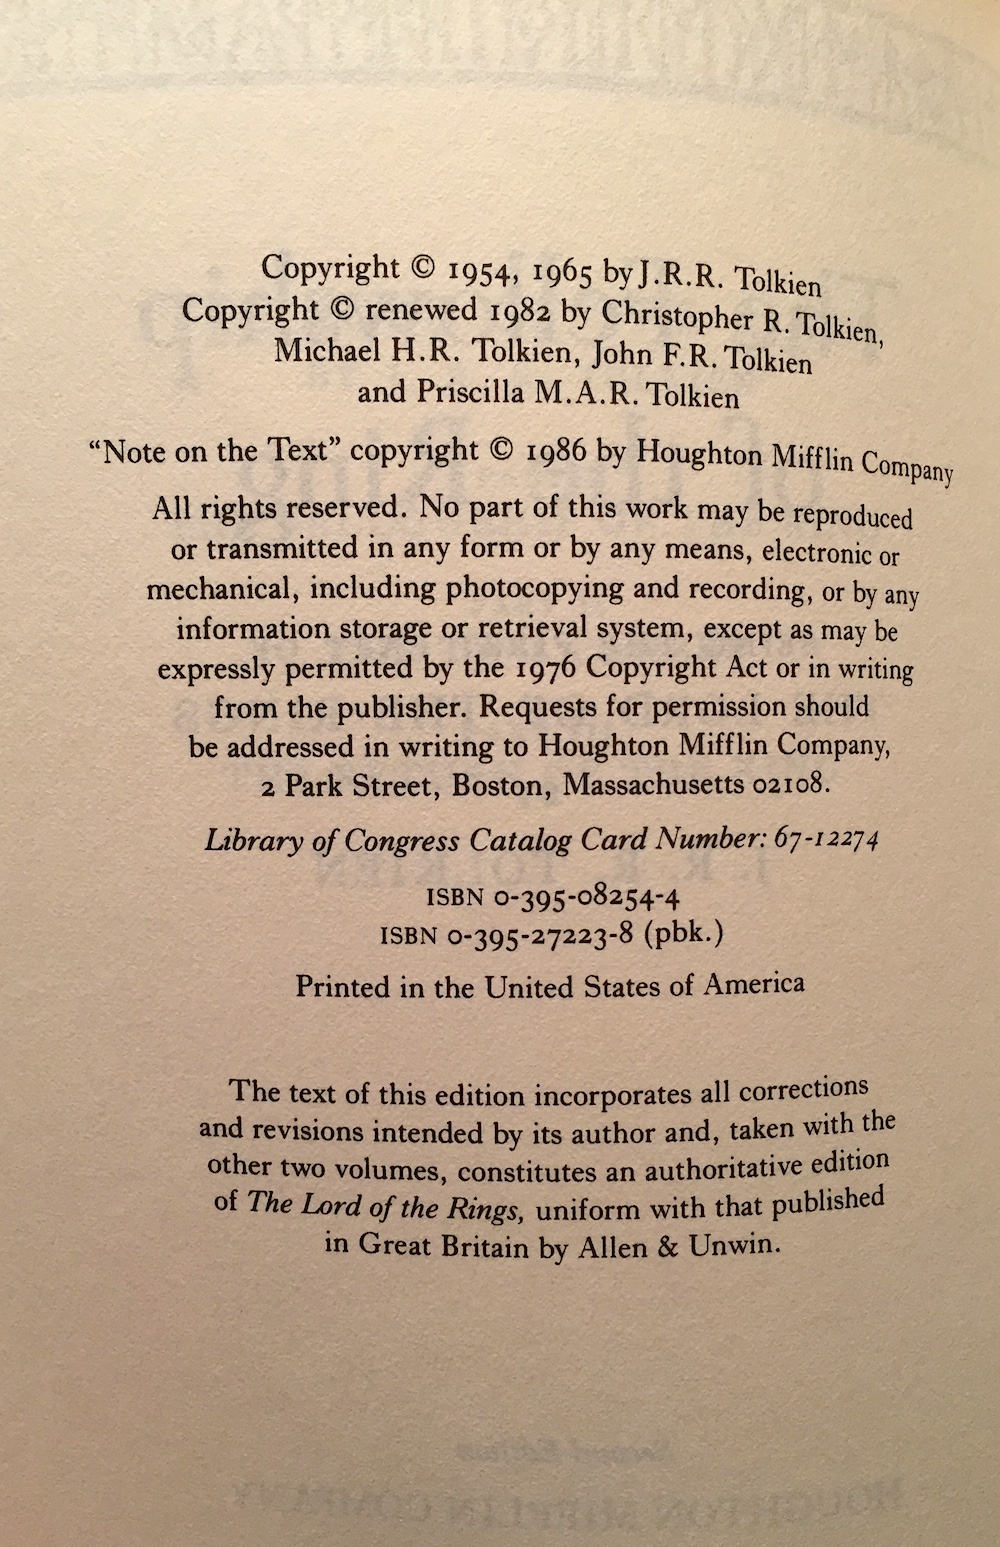 Copyright © 1954, 1965 by J.R.R. Tolkien
Copyright © renewed 1982 by Christopher R. Tolkien,
Michael H.R. Tolkien, John F.R. Tolkien
and Priscilla M.A.R. Tolkien
“Note on the Text” copyright © 1986 by Houghton Mifflin Company
All rights reserved. No part of this work may be reproduced
or transmitted in any form or by any means, electronic or
mechanical, including photocopying and recording, or by any
information storage or retrieval system, except as may be
expressly permitted by the 1976 Copyright Act or in writing
from the publisher. Requests for permission should
be addressed in writing to Houghton Mifflin Company,
2 Park Street, Boston, Massachusetts 02108.
Library of Congress Catalog Card Number: 67-12274
ISBN 0-395-08254-4
ISBN 0-395-27223-8 (pbk.)
Printed in the United States of America
The text of this edition incorporates all corrections
and revisions intended by its author and, taken with the
other two volumes, constitutes an authoritative edition
of The Lord of the Rings, uniform with that published
in Great Britain by Allen & Unwin.